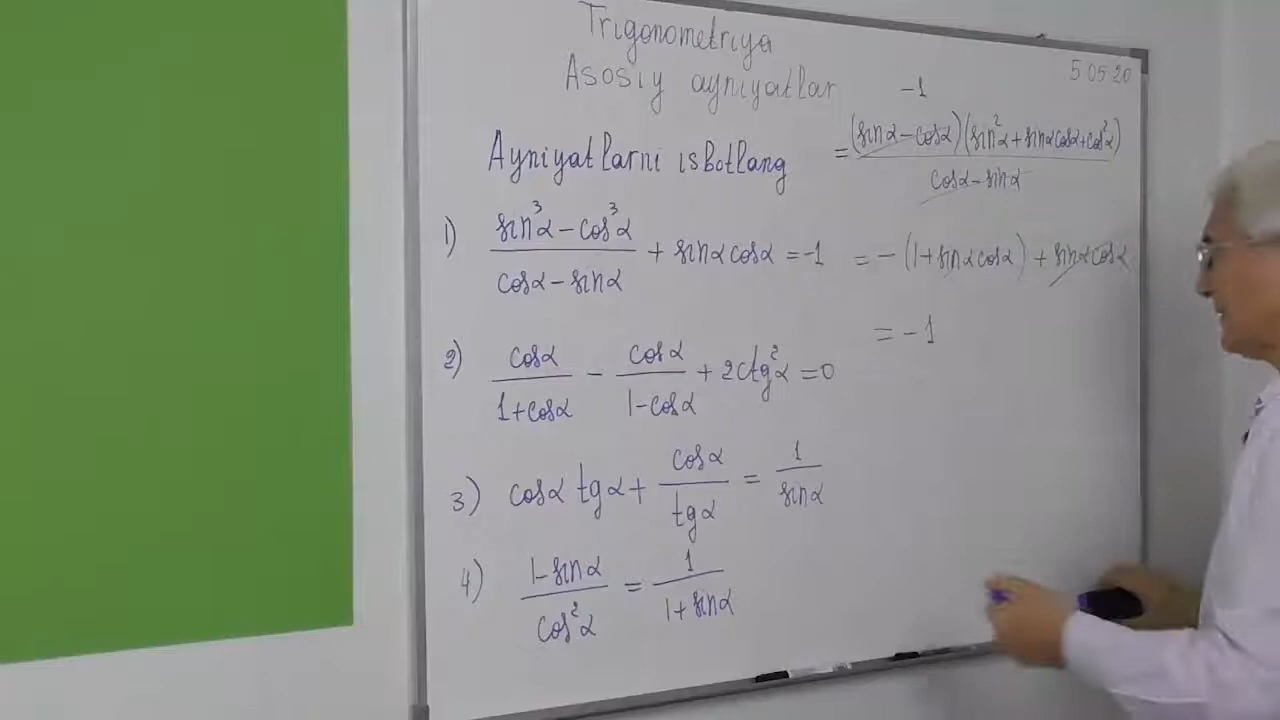 Trigonometriya
Asosiy ayniyatlar
5 05 20
Ayniyatlarni isbotlang
-1
= (sinα - cosα)(sin²α + sinα cosα + cos²α) / cosα - sinα
1) sin³α - cos³α / cosα - sinα + sinα cosα = -1
= - (1 + sinα cosα) + sinα cosα
= -1
2) cosα / 1 + cosα - cosα / 1 - cosα + 2ctg²α = 0
3) cosα tgα + cosα / tgα = 1 / sinα
4) 1 - sinα / cos²α = 1 / 1 + sinα